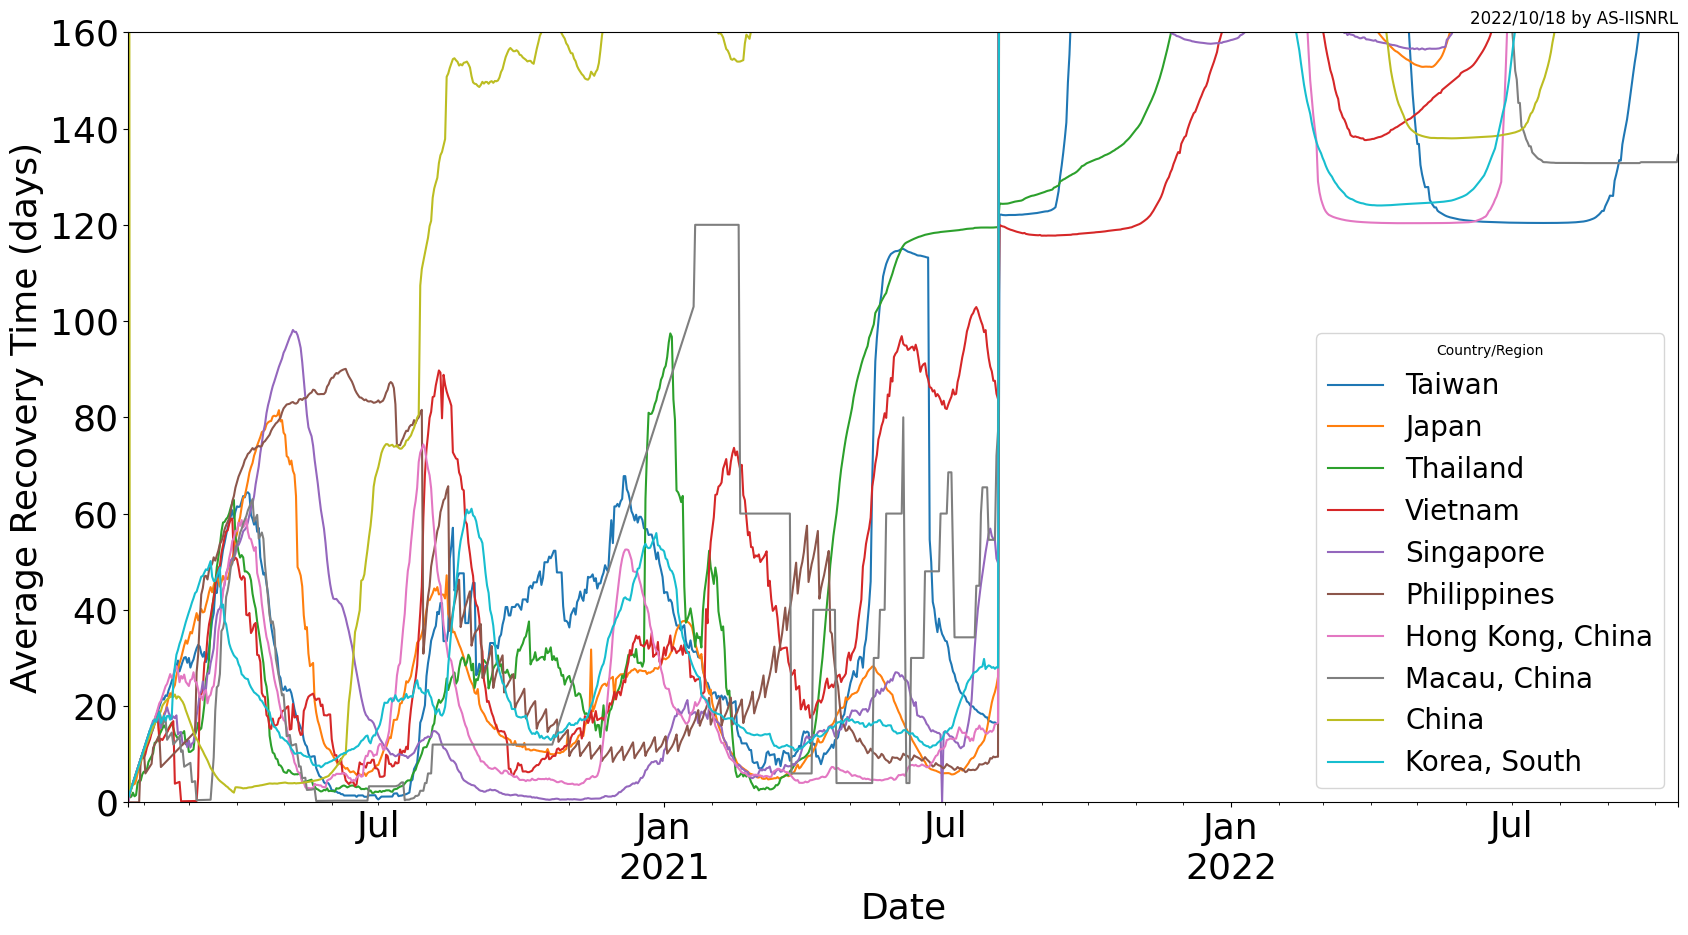 2022/10/18 by AS-IISNRL
160
140
120
100
80
60
40
20
0
Average Recovery Time (days)
Country/Region
Taiwan
Japan
Thailand
Vietnam
Singapore
Philippines
Hong Kong, China
Macau, China
China
Korea, South
Jul
Jan
2021
Jul
Jan
2022
Jul
Date